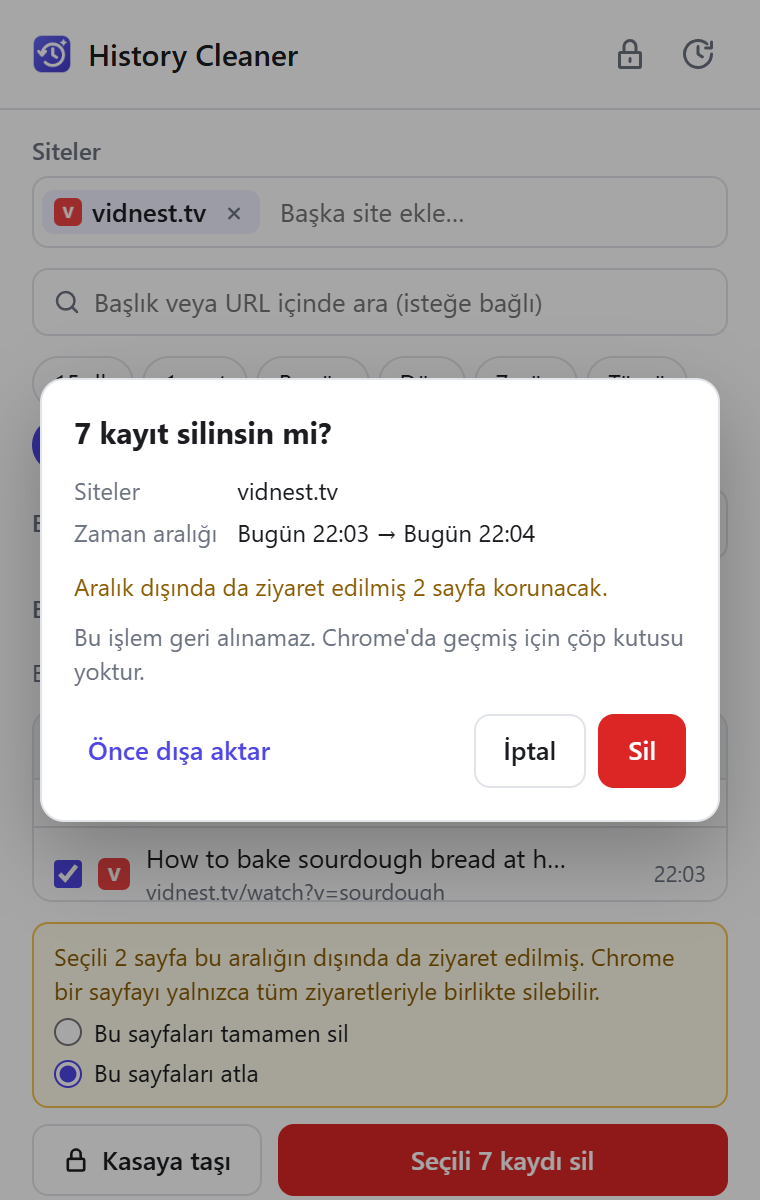 History Cleaner
Siteler
V vidnest.tv × Başka site ekle...
Başlık veya URL içinde ara (isteğe bağlı)
7 kayıt silinsin mi?
Siteler vidnest.tv
Zaman aralığı Bugün 22:03 → Bugün 22:04
Aralık dışında da ziyaret edilmiş 2 sayfa korunacak.
Bu işlem geri alınamaz. Chrome'da geçmiş için çöp kutusu
yoktur.
Önce dışa aktar İptal Sil
V How to bake sourdough bread at h... 22:03
vidnest.tv/watch?v=sourdough
Seçili 2 sayfa bu aralığın dışında da ziyaret edilmiş. Chrome
bir sayfayı yalnızca tüm ziyaretleriyle birlikte silebilir.
Bu sayfaları tamamen sil
Bu sayfaları atla
Kasaya taşı Seçili 7 kaydı sil